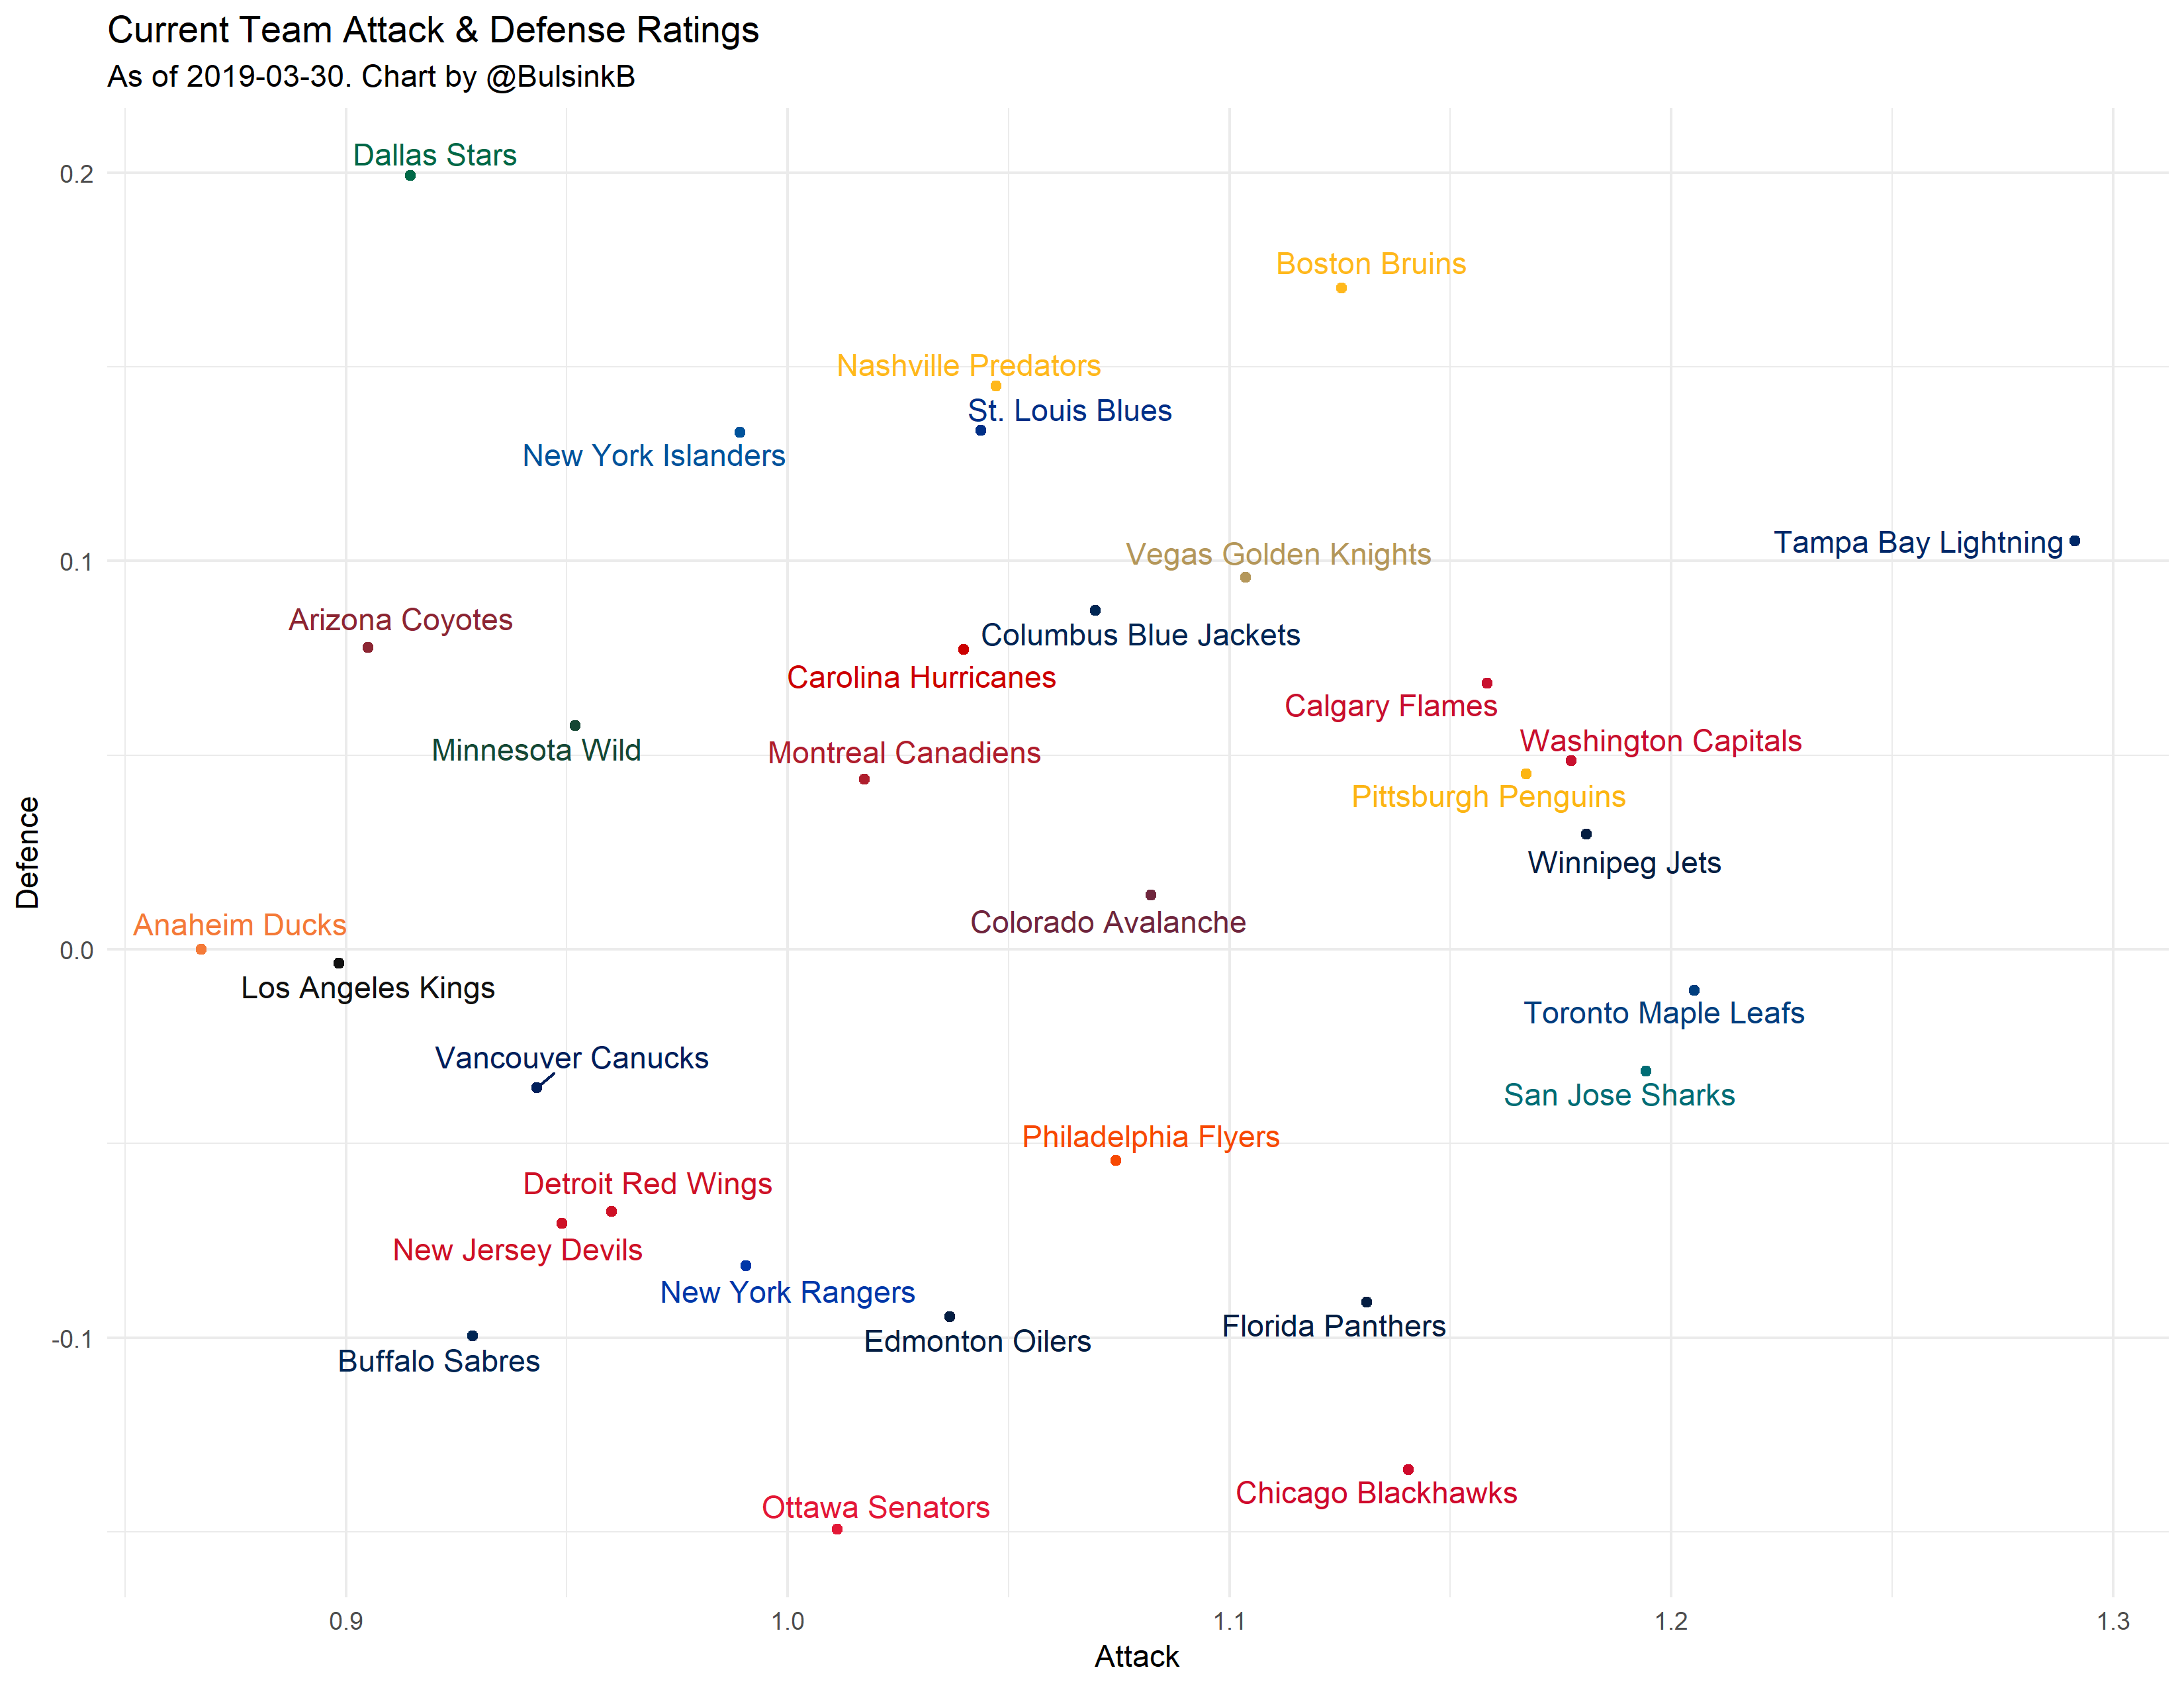 Current Team Attack & Defense Ratings
As of 2019-03-30. Chart by @BulsinkB
Dallas Stars
0.2
Boston Bruins
Nashville Predators
St. Louis Blues
New York Islanders
Tampa Bay Lightning
Vegas Golden Knights
0.1
Arizona Coyotes
Columbus Blue Jackets
Carolina Hurricanes
Calgary Flames
Washington Capitals
Minnesota Wild
Montreal Canadiens
Pittsburgh Penguins
Defence
Winnipeg Jets
Colorado Avalanche
Anaheim Ducks
0.0
Los Angeles Kings
Toronto Maple Leafs
Vancouver Canucks
San Jose Sharks
Philadelphia Flyers
Detroit Red Wings
New Jersey Devils
New York Rangers
Florida Panthers
-0.1
Edmonton Oilers
Buffalo Sabres
Chicago Blackhawks
Ottawa Senators
0.9
1.0
1.1
1.2
1.3
Attack